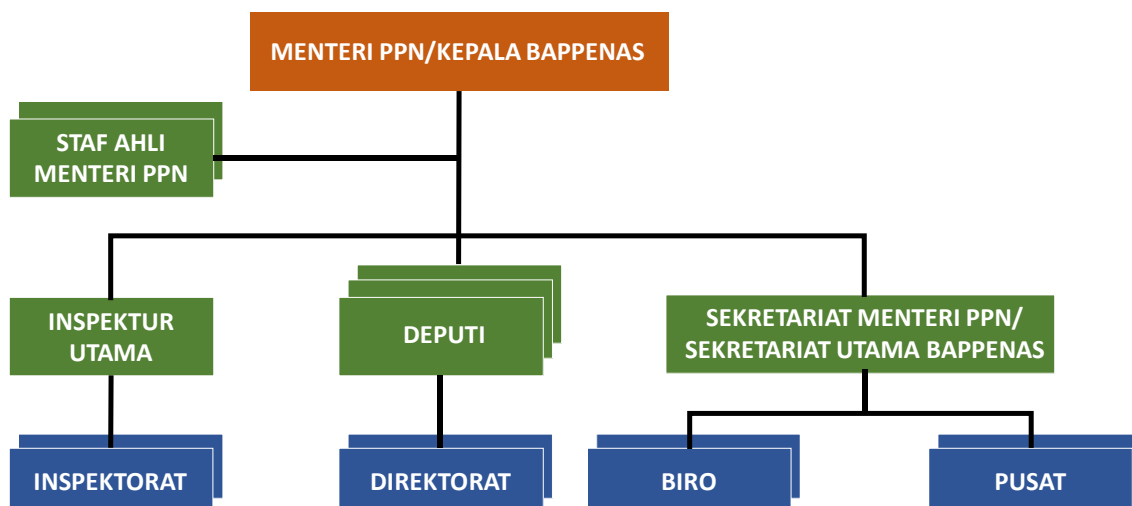 MENTERI PPN/KEPALA BAPPENAS
STAF AHLI
MENTERI PPN
INSPEKTUR
UTAMA
DEPUTI
SEKRETARIAT MENTERI PPN/
SEKRETARIAT UTAMA BAPPENAS
INSPEKTORAT
DIREKTORAT
BIRO
PUSAT